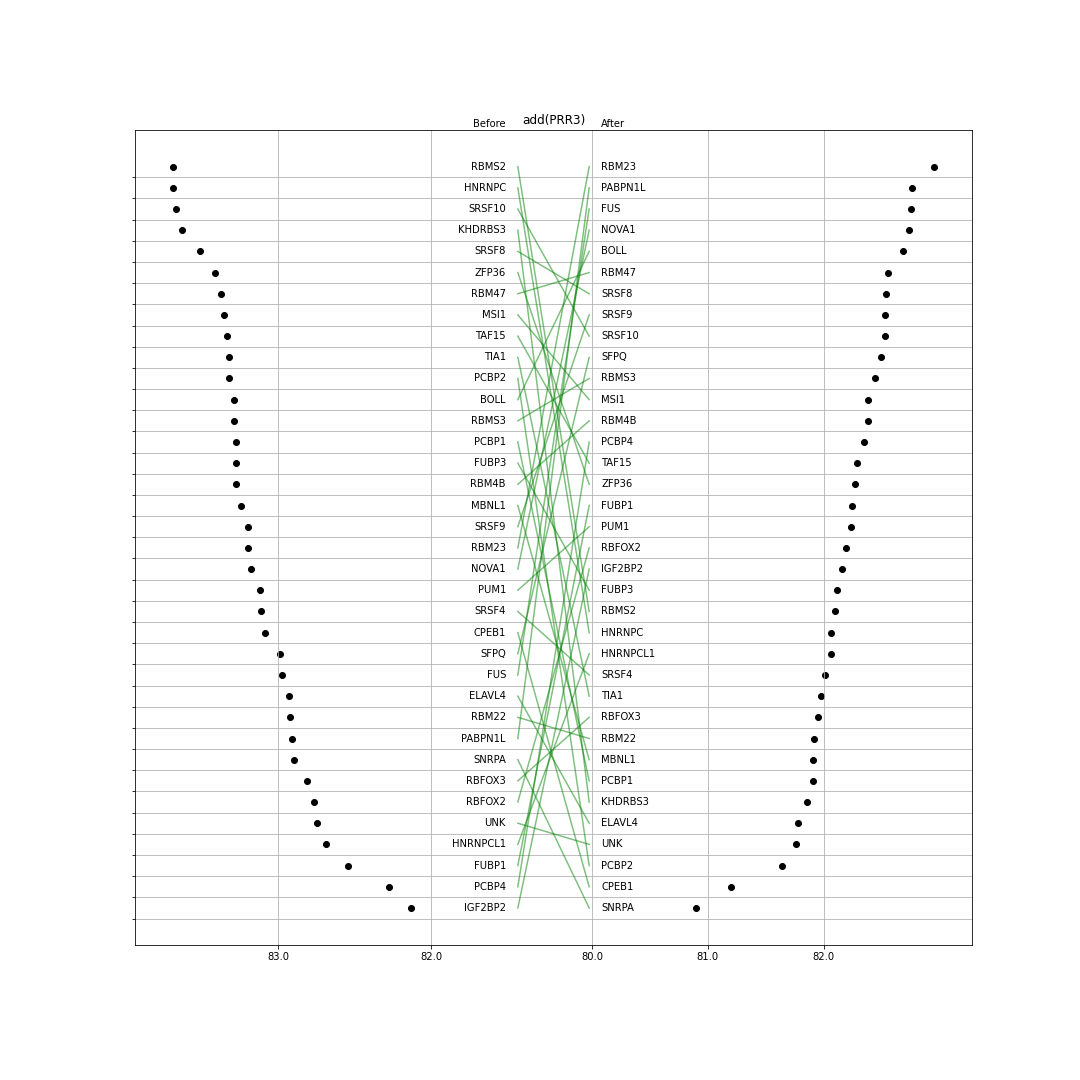 add(PRR3)
Before After
RBMS2 RBM23
HNRNPC PABPN1L
SRSF10 FUS
KHDRBS3 NOVA1
SRSF8 BOLL
ZFP36 RBM47
RBM47 SRSF8
MSI1 SRSF9
TAF15 SRSF10
TIA1 SFPQ
PCBP2 RBMS3
BOLL MSI1
RBMS3 RBM4B
PCBP1 PCBP4
FUBP3 TAF15
RBM4B ZFP36
MBNL1 FUBP1
SRSF9 PUM1
RBM23 RBFOX2
NOVA1 IGF2BP2
PUM1 FUBP3
SRSF4 RBMS2
CPEB1 HNRNPC
SFPQ HNRNPCL1
FUS SRSF4
ELAVL4 TIA1
RBM22 RBFOX3
PABPN1L RBM22
SNRPA MBNL1
RBFOX3 PCBP1
RBFOX2 KHDRBS3
UNK ELAVL4
HNRNPCL1 UNK
FUBP1 PCBP2
PCBP4 CPEB1
IGF2BP2 SNRPA
83.0 82.0 80.0 81.0 82.0